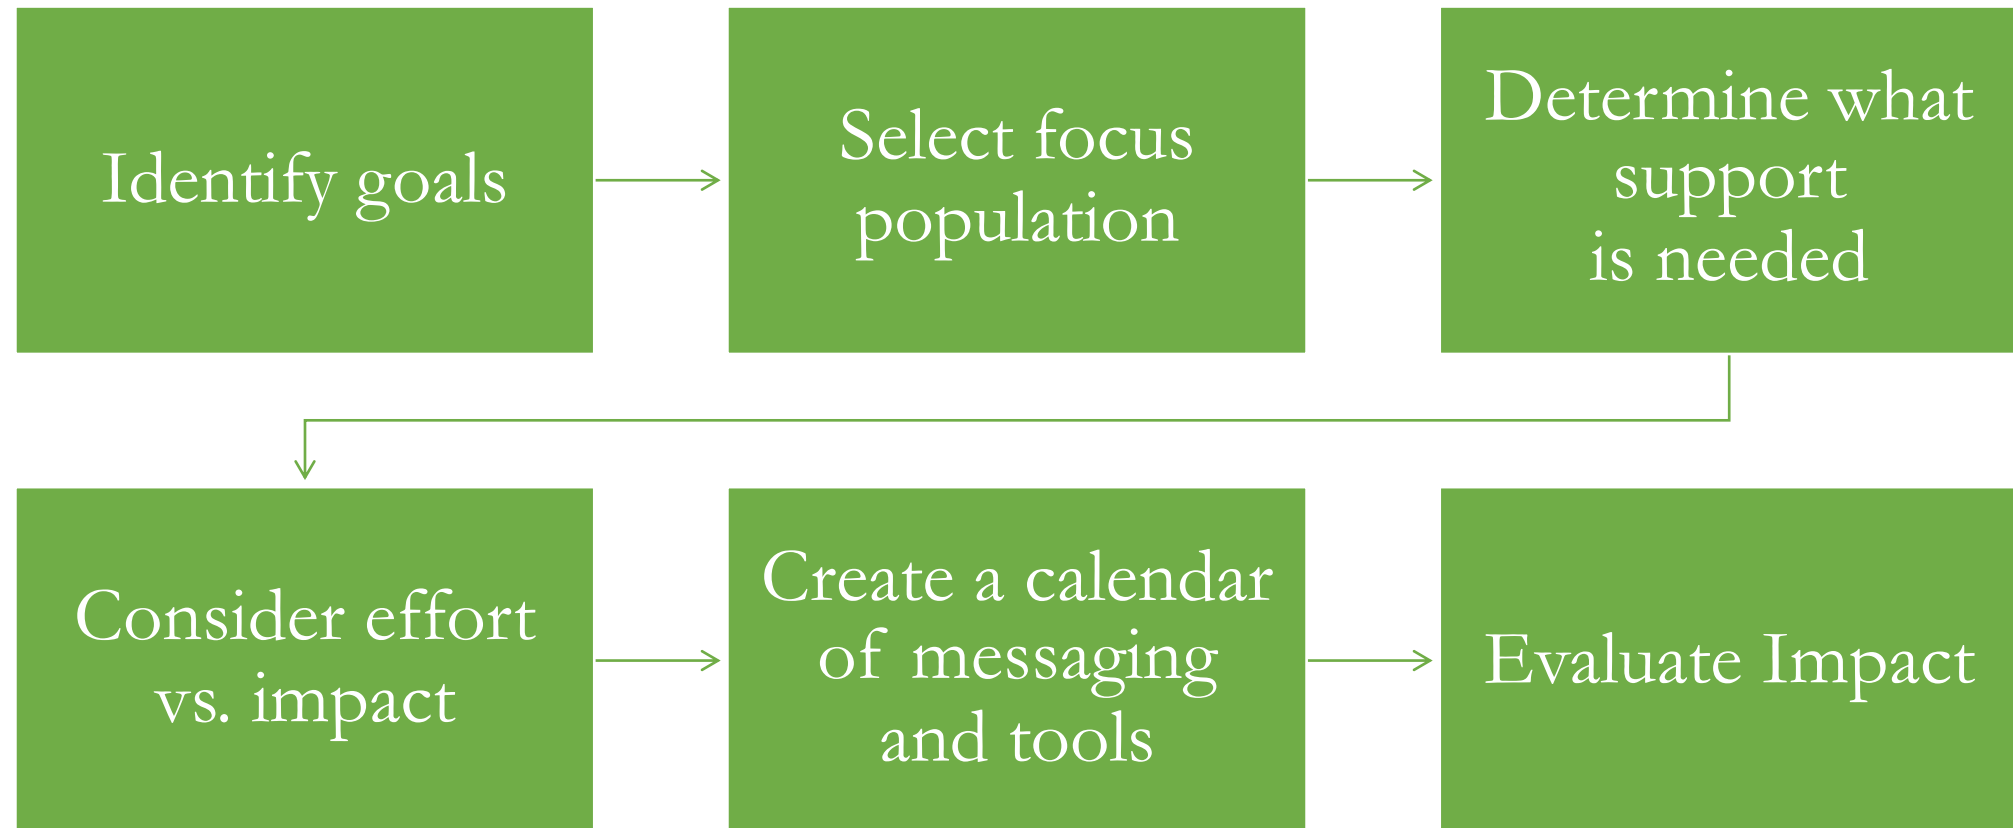 Identify goals
Select focus
population
Determine what
support
is needed
Consider effort
vs. impact
Create a calendar
of messaging
and tools
Evaluate Impact